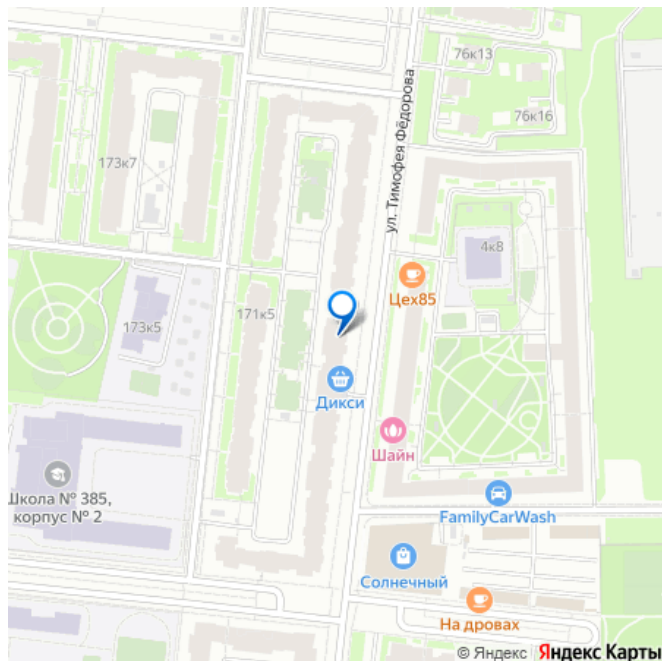 76к13
ул. Тимофея Фёдорова
76к16
173к7
4к8
Цех85
171к5
173к5
Дикси
Шайн
Школа № 385,
корпус № 2
FamilyCarWash
Солнечный
На дровах
© Яндекс Яндекс Карты